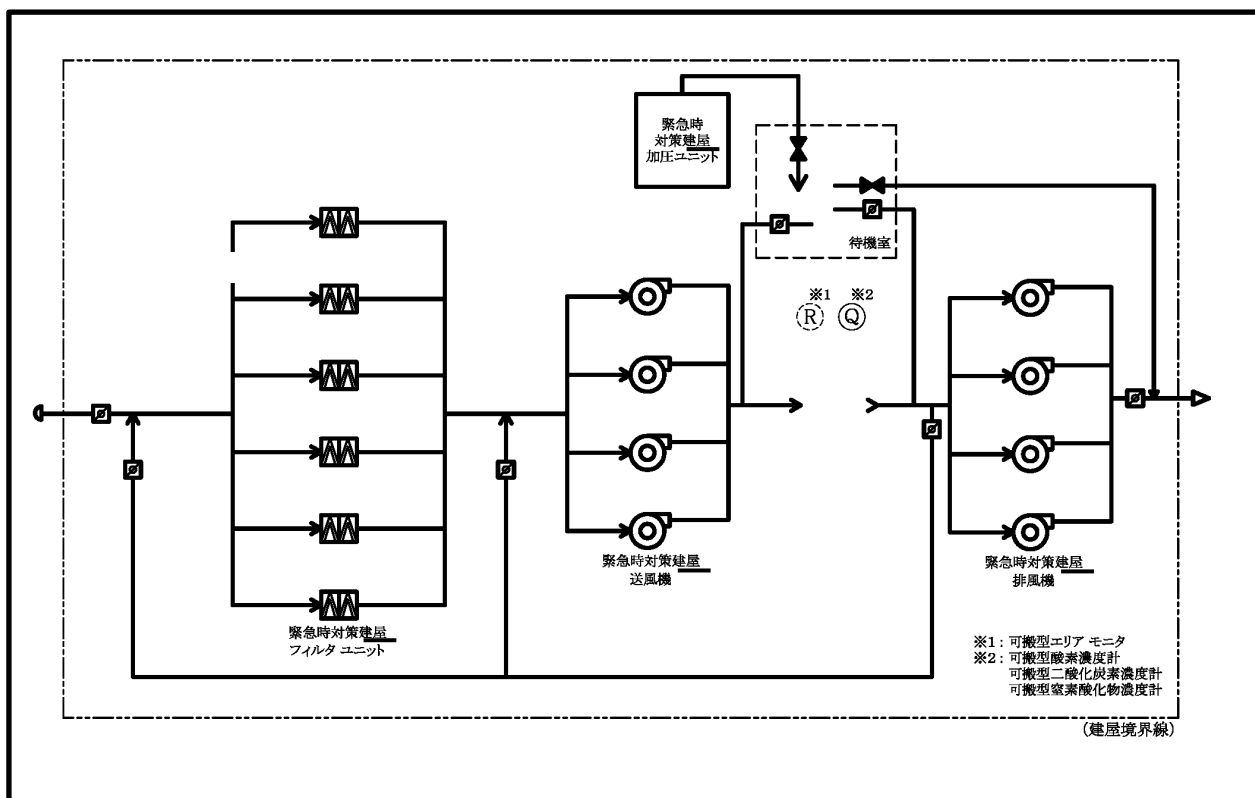 緊急時
対策建屋
加圧ユニット
待機室
※1 ※2
R Q
緊急時対策建屋
送風機
緊急時対策建屋
排風機
緊急時対策建屋
フィルタ ユニット
※1：可搬型エリア モニタ
※2：可搬型酸素濃度計
可搬型二酸化炭素濃度計
可搬型窒素酸化物濃度計
(建屋境界線)